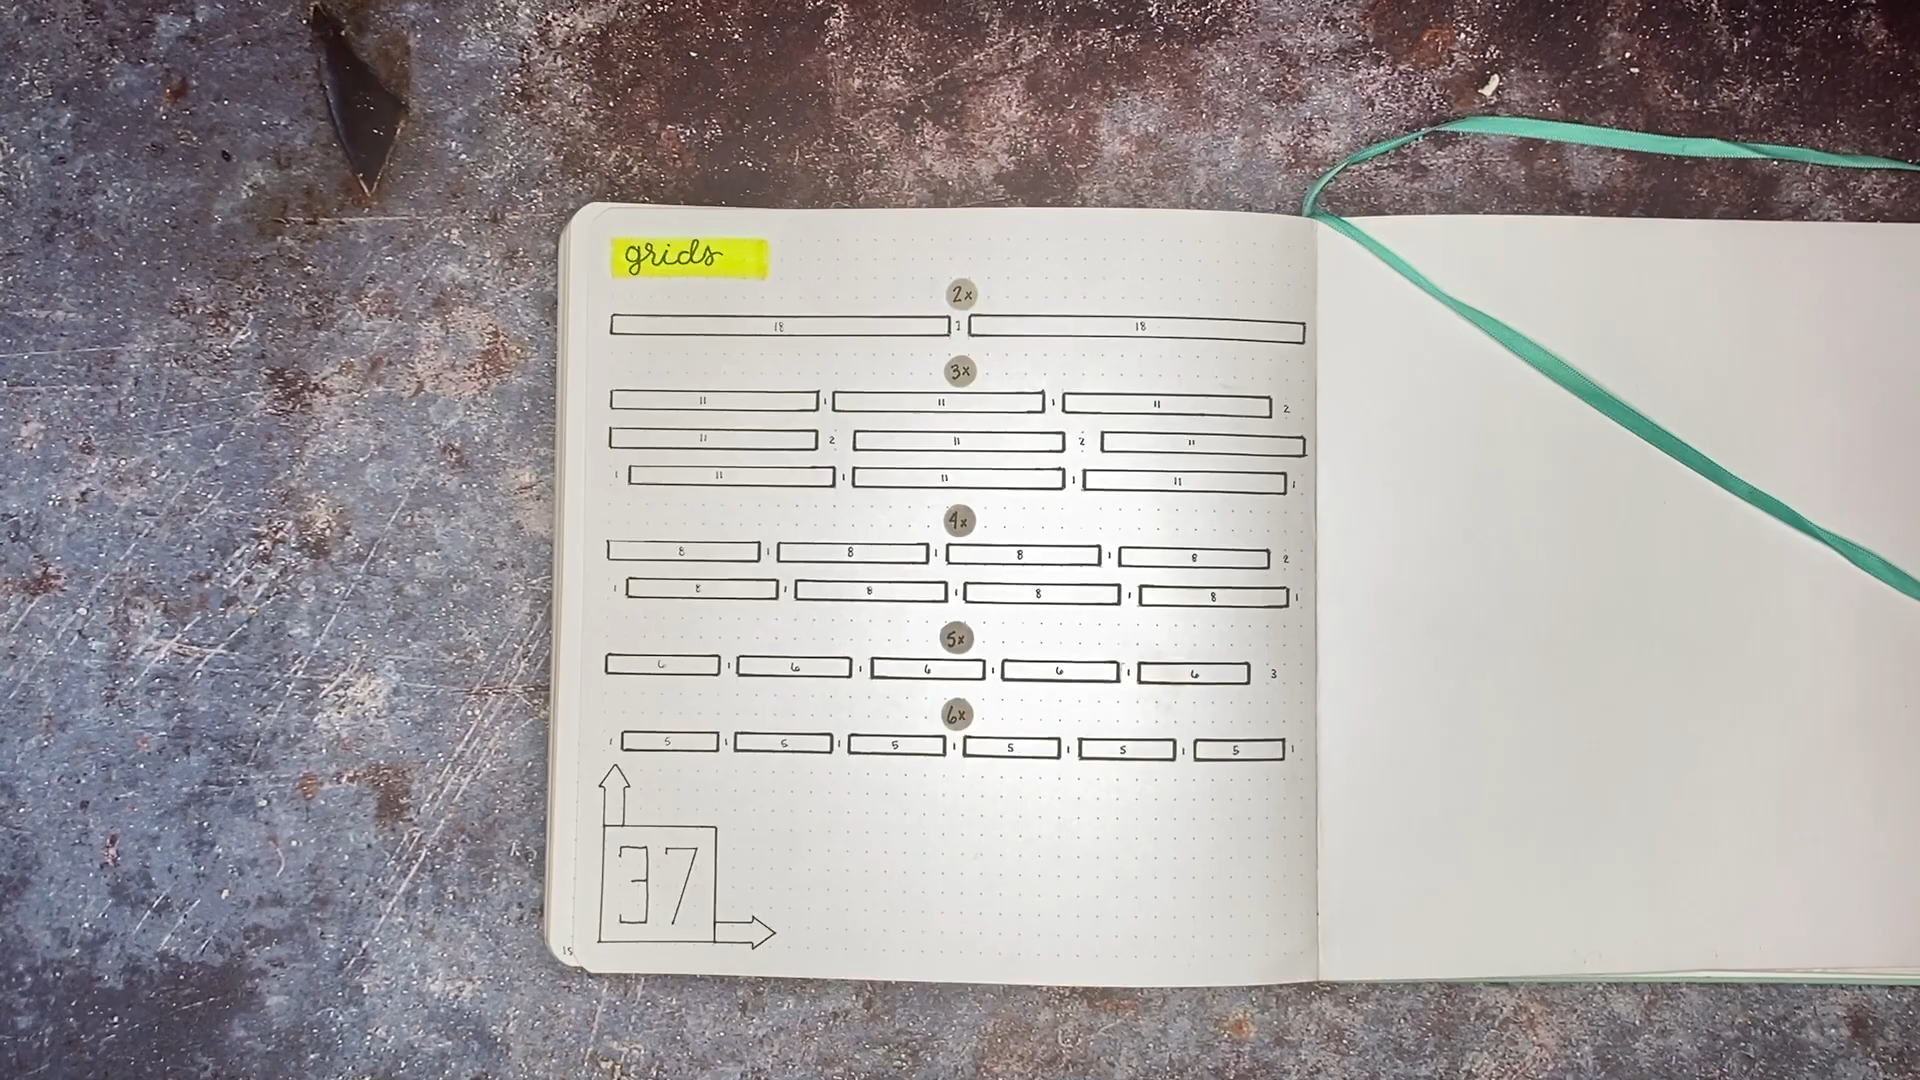 grids
2x
18 1 18
3x
11 1 11 1 11 2
11 2 11 2 11
1 11 1 11 1 11 1
4x
8 1 8 1 8 1 8 2
1 8 1 8 1 8 1 8 1
5x
6 1 6 1 6 1 6 1 6 3
6x
1 5 1 5 1 5 1 5 1 5 1 5 1
37
15